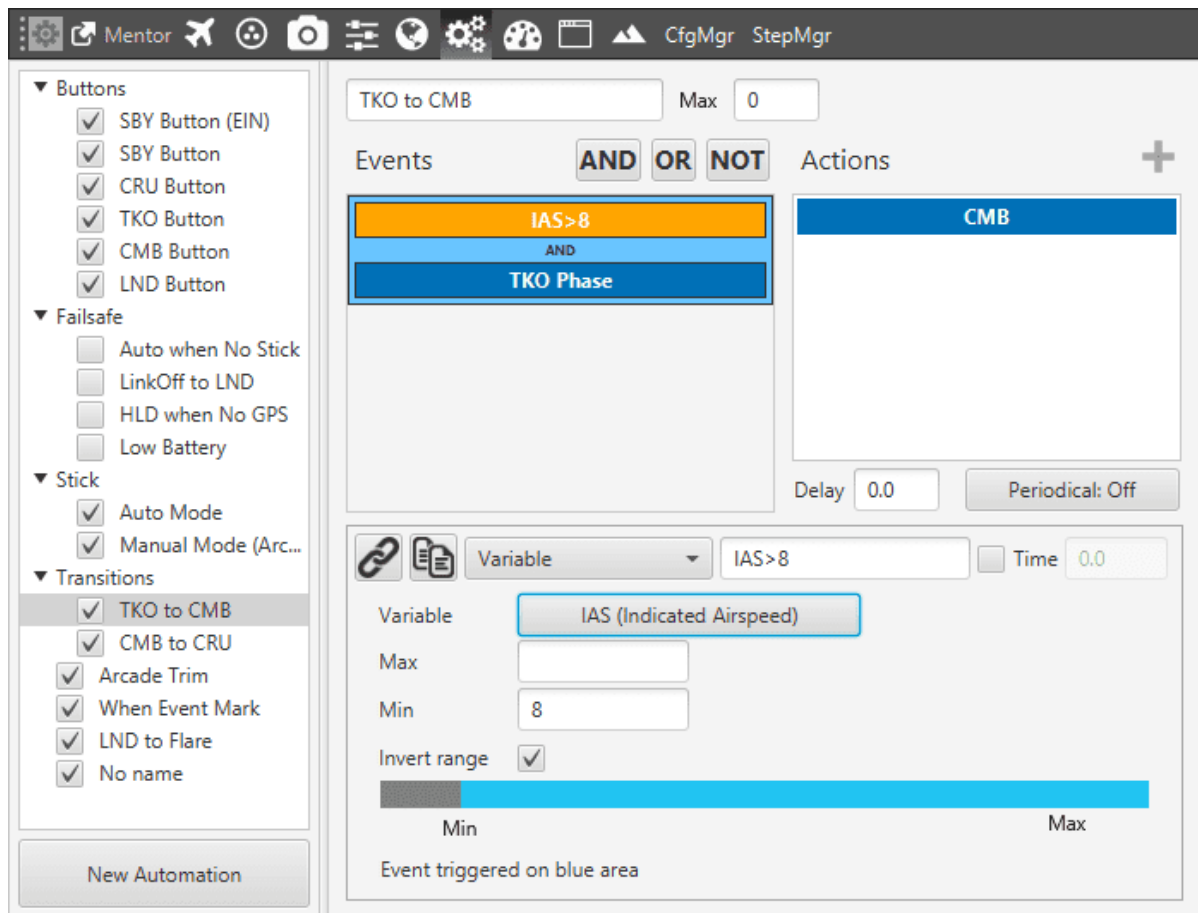 Mentor CfgMgr StepMgr
Buttons
SBY Button (EIN)
SBY Button
CRU Button
TKO Button
CMB Button
LND Button
Failsafe
Auto when No Stick
LinkOff to LND
HLD when No GPS
Low Battery
Stick
Auto Mode
Manual Mode (Arc...
Transitions
TKO to CMB
CMB to CRU
Arcade Trim
When Event Mark
LND to Flare
No name
New Automation
TKO to CMB Max 0
Events AND OR NOT
IAS>8
AND
TKO Phase
Actions
CMB
Delay 0.0 Periodical: Off
Variable IAS>8 Time 0.0
Variable IAS (Indicated Airspeed)
Max
Min 8
Invert range
Min Max
Event triggered on blue area